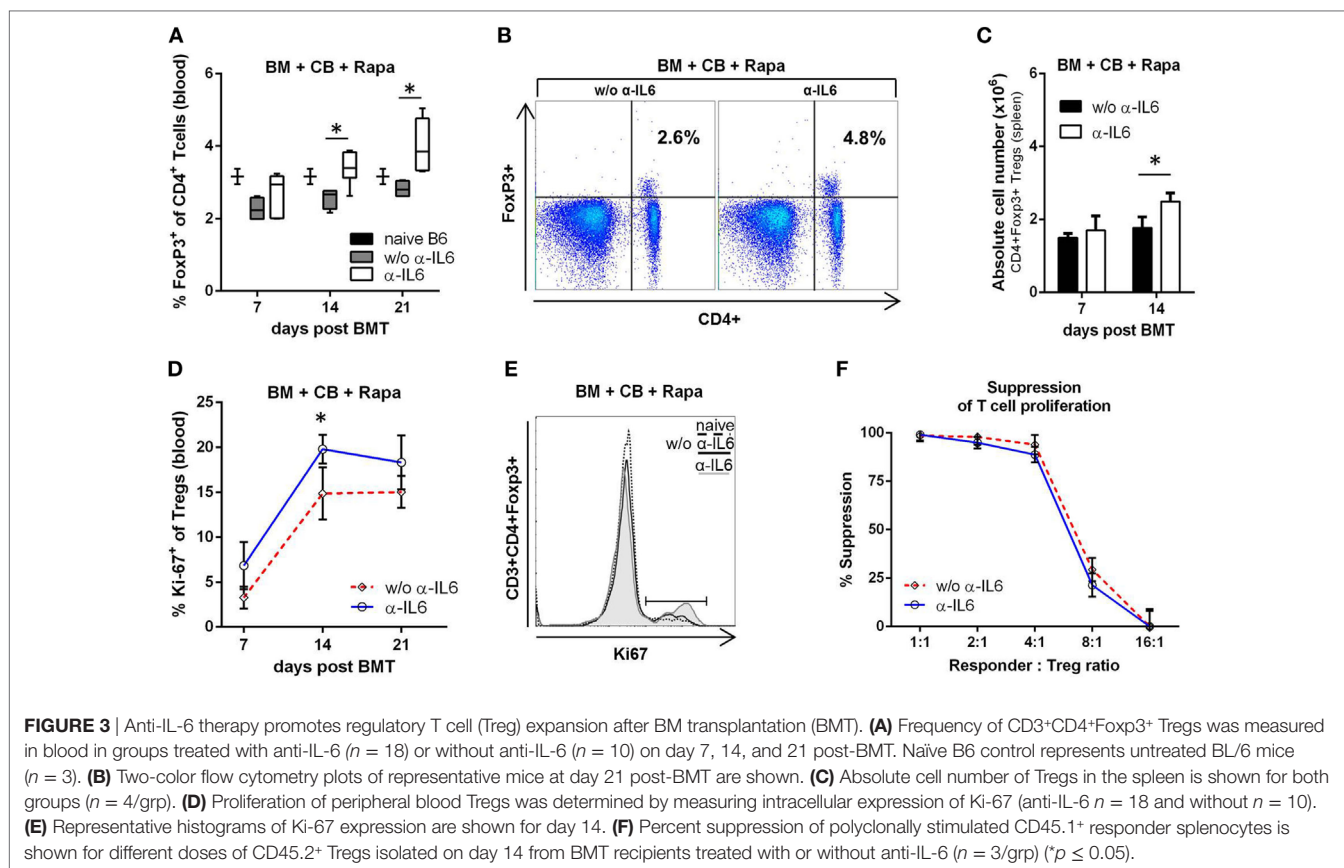 A
BM + CB + Rapa
% FoxP3⁺ of CD4⁺ Tcells (blood)
6
4
2
0
*
*
naive B6
w/o α-IL6
α-IL6
7
14
21
days post BMT
B
BM + CB + Rapa
w/o α-IL6
α-IL6
2.6%
4.8%
FoxP3+
CD4+
C
BM + CB + Rapa
Absolute cell number (x10⁶)
CD4+Foxp3+ Tregs (spleen)
6
4
2
0
w/o α-IL6
α-IL6
*
7
14
days post BMT
D
BM + CB + Rapa
% Ki-67⁺ of Tregs (blood)
25
20
15
10
5
0
*
w/o α-IL6
α-IL6
7
14
21
days post BMT
E
BM + CB + Rapa
CD3+CD4+Foxp3+
naive
w/o α-IL6
α-IL6
Ki67
F
Suppression
of T cell proliferation
% Suppression
100
75
50
25
0
w/o α-IL6
α-IL6
1:1
2:1
4:1
8:1
16:1
Responder : Treg ratio
FIGURE 3 | Anti-IL-6 therapy promotes regulatory T cell (Treg) expansion after BM transplantation (BMT). (A) Frequency of CD3⁺CD4⁺Foxp3⁺ Tregs was measured
in blood in groups treated with anti-IL-6 (n = 18) or without anti-IL-6 (n = 10) on day 7, 14, and 21 post-BMT. Naïve B6 control represents untreated BL/6 mice
(n = 3). (B) Two-color flow cytometry plots of representative mice at day 21 post-BMT are shown. (C) Absolute cell number of Tregs in the spleen is shown for both
groups (n = 4/grp). (D) Proliferation of peripheral blood Tregs was determined by measuring intracellular expression of Ki-67 (anti-IL-6 n = 18 and without n = 10).
(E) Representative histograms of Ki-67 expression are shown for day 14. (F) Percent suppression of polyclonally stimulated CD45.1⁺ responder splenocytes is
shown for different doses of CD45.2⁺ Tregs isolated on day 14 from BMT recipients treated with or without anti-IL-6 (n = 3/grp) (*p ≤ 0.05).